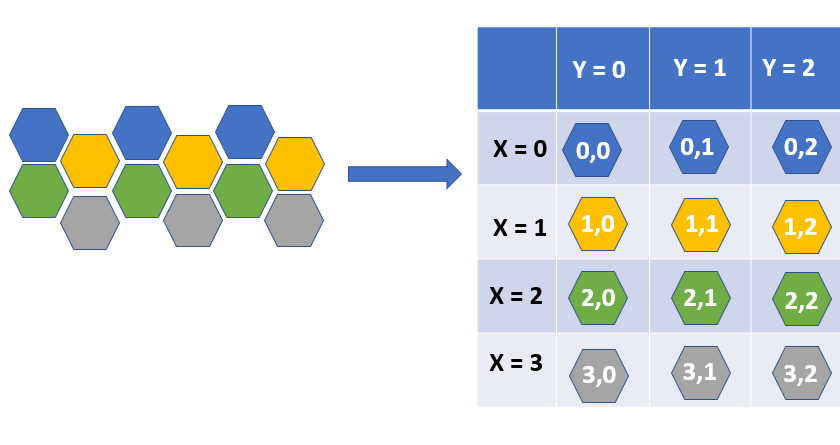 Y = 0 Y = 1 Y = 2
X = 0 0,0 0,1 0,2
X = 1 1,0 1,1 1,2
X = 2 2,0 2,1 2,2
X = 3 3,0 3,1 3,2